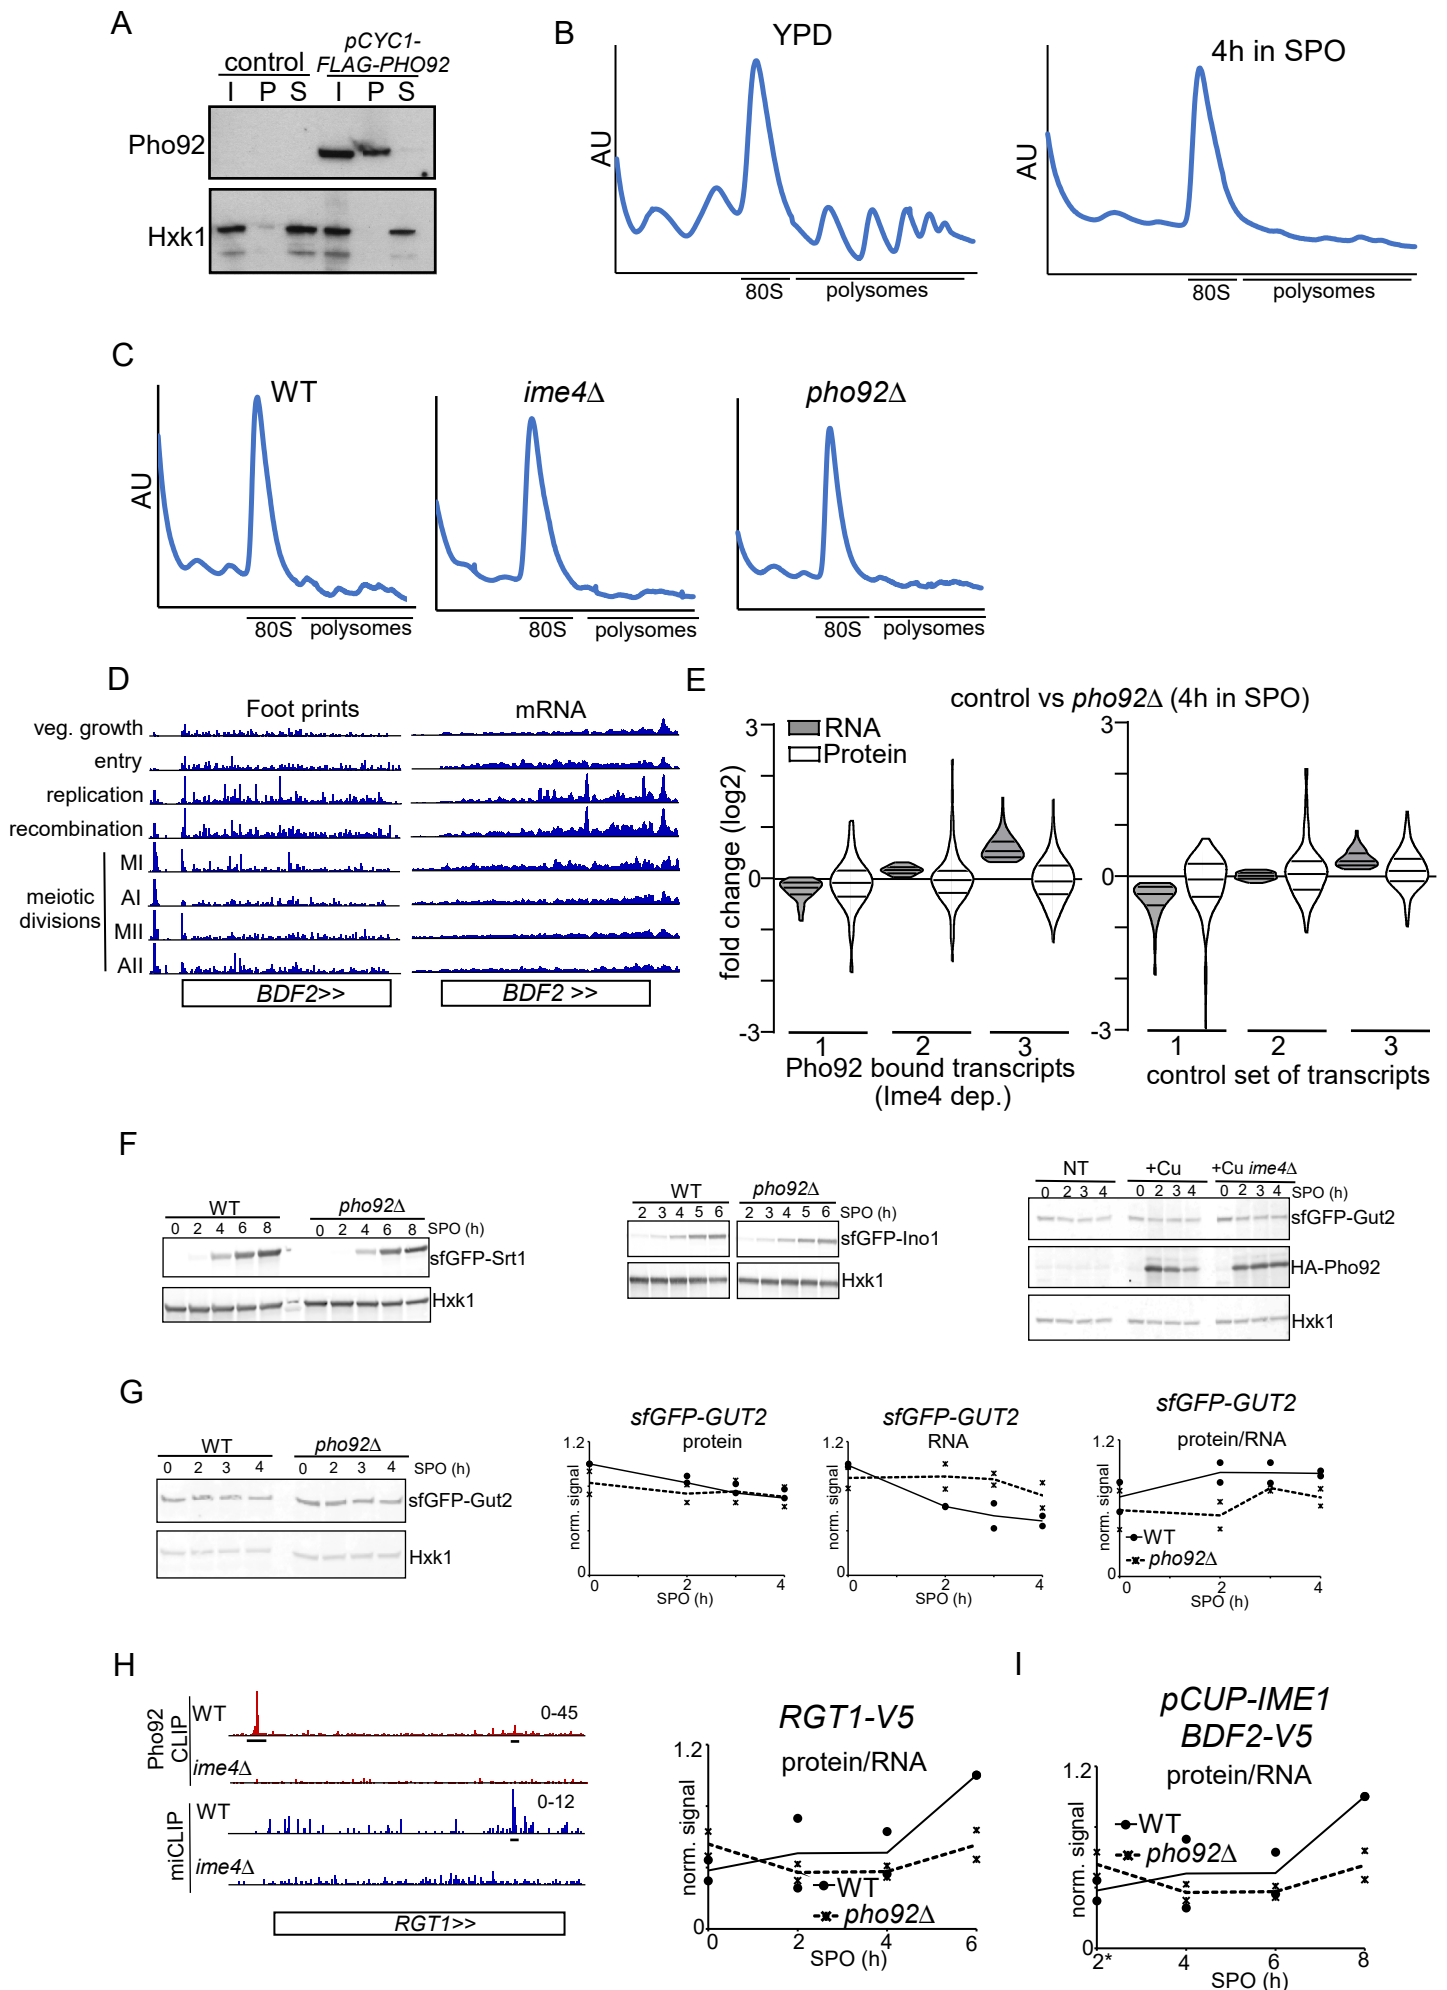 A
control
pCYC1-
FLAG-PHO92
I P S I P S
Pho92
Hxk1
B
YPD
AU
80S
polysomes
4h in SPO
AU
80S
polysomes
C
WT
AU
80S
polysomes
ime4Δ
80S
polysomes
pho92Δ
80S
polysomes
D
Foot prints
mRNA
veg. growth
entry
replication
recombination
meiotic
divisions
MI
AI
MII
AII
BDF2>>
BDF2 >>
E
control vs pho92Δ (4h in SPO)
RNA
Protein
fold change (log2)
3
0
-3
1 2 3
Pho92 bound transcripts
(Ime4 dep.)
3
0
-3
1 2 3
control set of transcripts
F
WT
pho92Δ
0 2 4 6 8 0 2 4 6 8 SPO (h)
sfGFP-Srt1
Hxk1
WT
pho92Δ
2 3 4 5 6 2 3 4 5 6 SPO (h)
sfGFP-Ino1
Hxk1
NT
+Cu
+Cu ime4Δ
0 2 3 4 0 2 3 4 0 2 3 4 SPO (h)
sfGFP-Gut2
HA-Pho92
Hxk1
G
WT
pho92Δ
0 2 3 4 0 2 3 4 SPO (h)
sfGFP-Gut2
Hxk1
sfGFP-GUT2
protein
1.2
norm. signal
0
0 2 4
SPO (h)
sfGFP-GUT2
RNA
1.2
norm. signal
0
0 2 4
SPO (h)
sfGFP-GUT2
protein/RNA
1.2
norm. signal
WT
pho92Δ
0
0 2 4
SPO (h)
H
Pho92
CLIP
WT
0-45
ime4Δ
miCLIP
WT
0-12
ime4Δ
RGT1>>
RGT1-V5
protein/RNA
1.2
norm. signal
WT
pho92Δ
0
0 2 4 6
SPO (h)
I
pCUP-IME1
BDF2-V5
protein/RNA
1.2
norm. signal
WT
pho92Δ
0
2* 4 6 8
SPO (h)